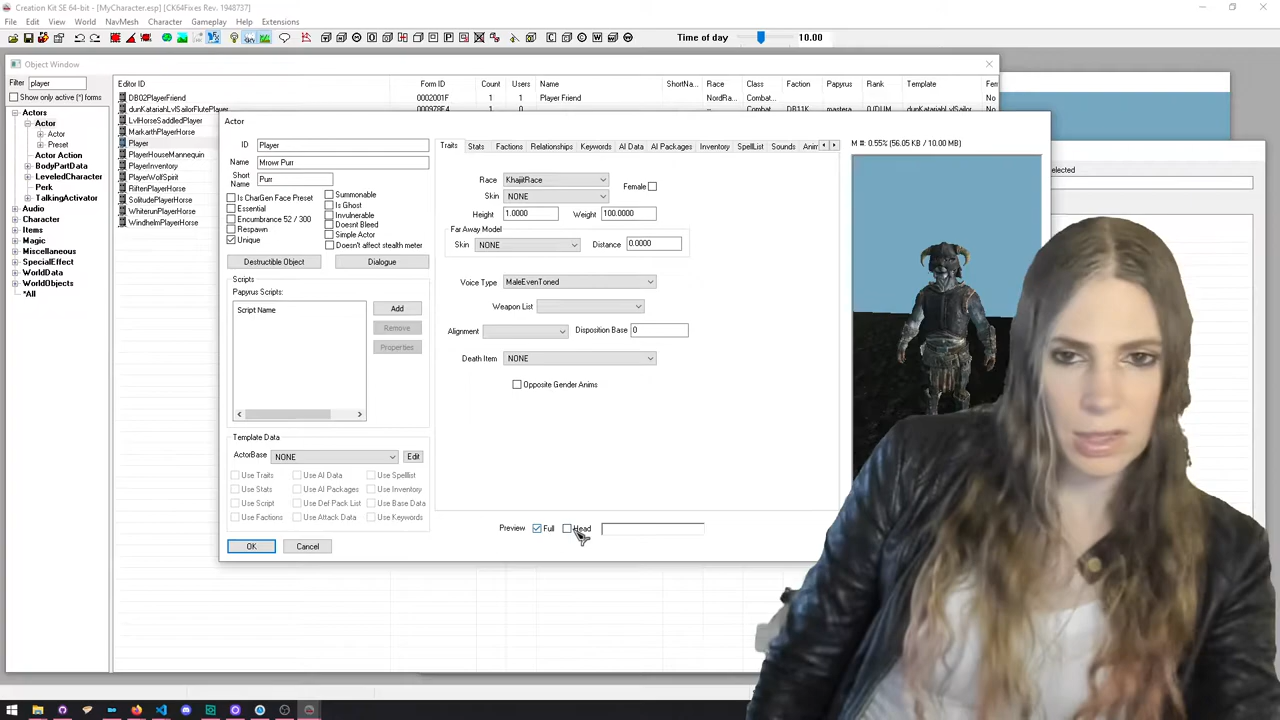 Creation Kit SE 64-bit - [MyCharacter.esp] [CK64Fixes Rev. 1948737]
File Edit View World NavMesh Character Gameplay Help Extensions
Time of day 10.00
Object Window
Filter player
Show only active (*) forms
Actors
Actor
Actor
Preset
Actor Action
BodyPartData
LeveledCharacter
Perk
TalkingActivator
Audio
Character
Items
Magic
Miscellaneous
SpecialEffect
WorldData
WorldObjects
*All
Editor ID Form ID Count Users Name ShortNa... Race Class Faction Papyrus Rank Template
DB02PlayerFriend 0002001F 1 1 Player Friend NordRa... Combat...
LvlHorseSaddledPlayer
MarkarthPlayerHorse
Player
PlayerHouseMannequin
PlayerInventory
PlayerWolfSpirit
RiftenPlayerHorse
SolitudePlayerHorse
WhiterunPlayerHorse
WindhelmPlayerHorse
Actor
ID Player
Name Mrowr Purr
Short Name Purr
Is CharGen Face Preset
Essential
Encumbrance 52 / 300
Respawn
Unique
Summonable
Is Ghost
Invulnerable
Doesnt Bleed
Simple Actor
Doesn't affect stealth meter
Destructible Object Dialogue
Scripts
Papyrus Scripts:
Script Name
Add
Remove
Properties
Template Data
ActorBase NONE Edit
Use Traits Use AI Data Use Spelllist
Use Stats Use AI Packages Use Inventory
Use Script Use Def Pack List Use Base Data
Use Factions Use Attack Data Use Keywords
OK Cancel
Traits Stats Factions Relationships Keywords AI Data AI Packages Inventory SpellList Sounds
Race KhajiitRace Female
Skin NONE
Height 1.0000 Weight 100.0000
Far Away Model
Skin NONE Distance 0.0000
Voice Type MaleEvenToned
Weapon List
Alignment Disposition Base 0
Death Item NONE
Opposite Gender Anims
Preview Full Head
M #: 0.55% (56.05 KB / 10.00 MB)